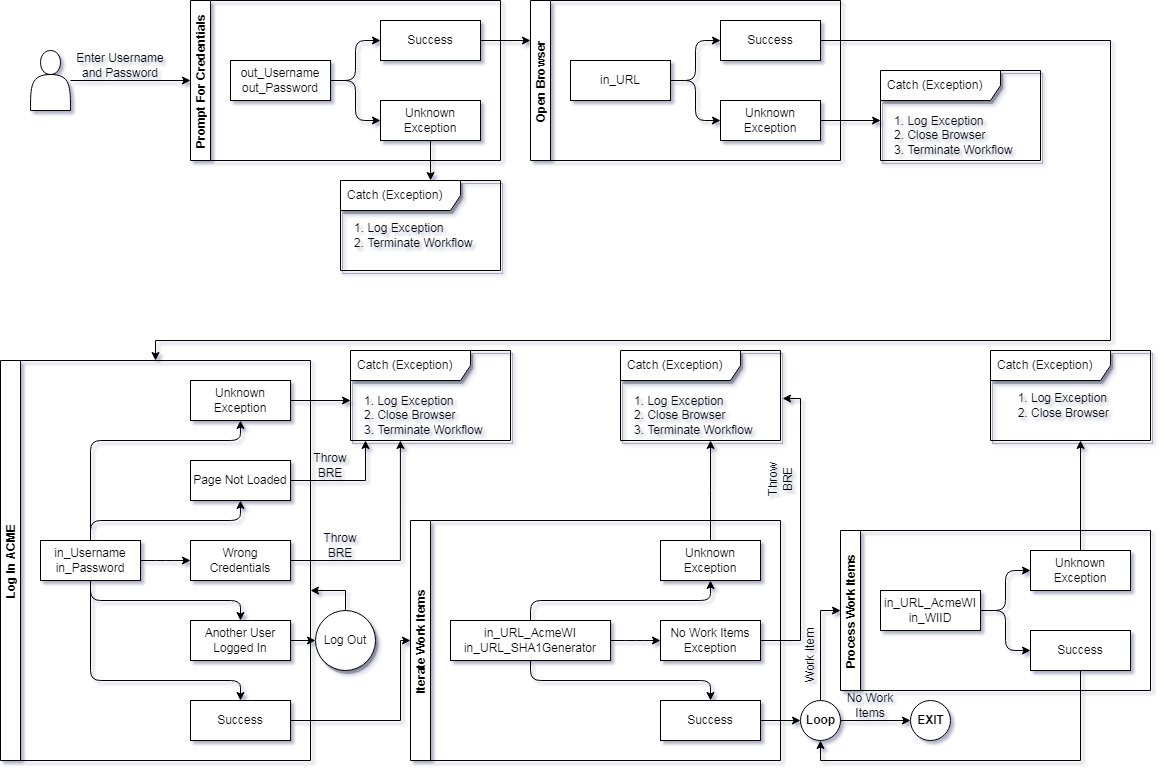 Enter Username
and Password
Prompt For Credentials
out_Username
out_Password
Success
Unknown
Exception
Catch (Exception)
1. Log Exception
2. Terminate Workflow
Open Browser
in_URL
Success
Unknown
Exception
Catch (Exception)
1. Log Exception
2. Close Browser
3. Terminate Workflow
Log In ACME
in_Username
in_Password
Unknown
Exception
Page Not Loaded
Wrong
Credentials
Another User
Logged In
Success
Throw
BRE
Throw
BRE
Log Out
Catch (Exception)
1. Log Exception
2. Close Browser
3. Terminate Workflow
Iterate Work Items
in_URL_AcmeWI
in_URL_SHA1Generator
Unknown
Exception
No Work Items
Exception
Success
Catch (Exception)
1. Log Exception
2. Close Browser
3. Terminate Workflow
Throw
BRE
Loop
Work Item
No Work
Items
EXIT
Process Work Items
in_URL_AcmeWI
in_WIID
Unknown
Exception
Success
Catch (Exception)
1. Log Exception
2. Close Browser